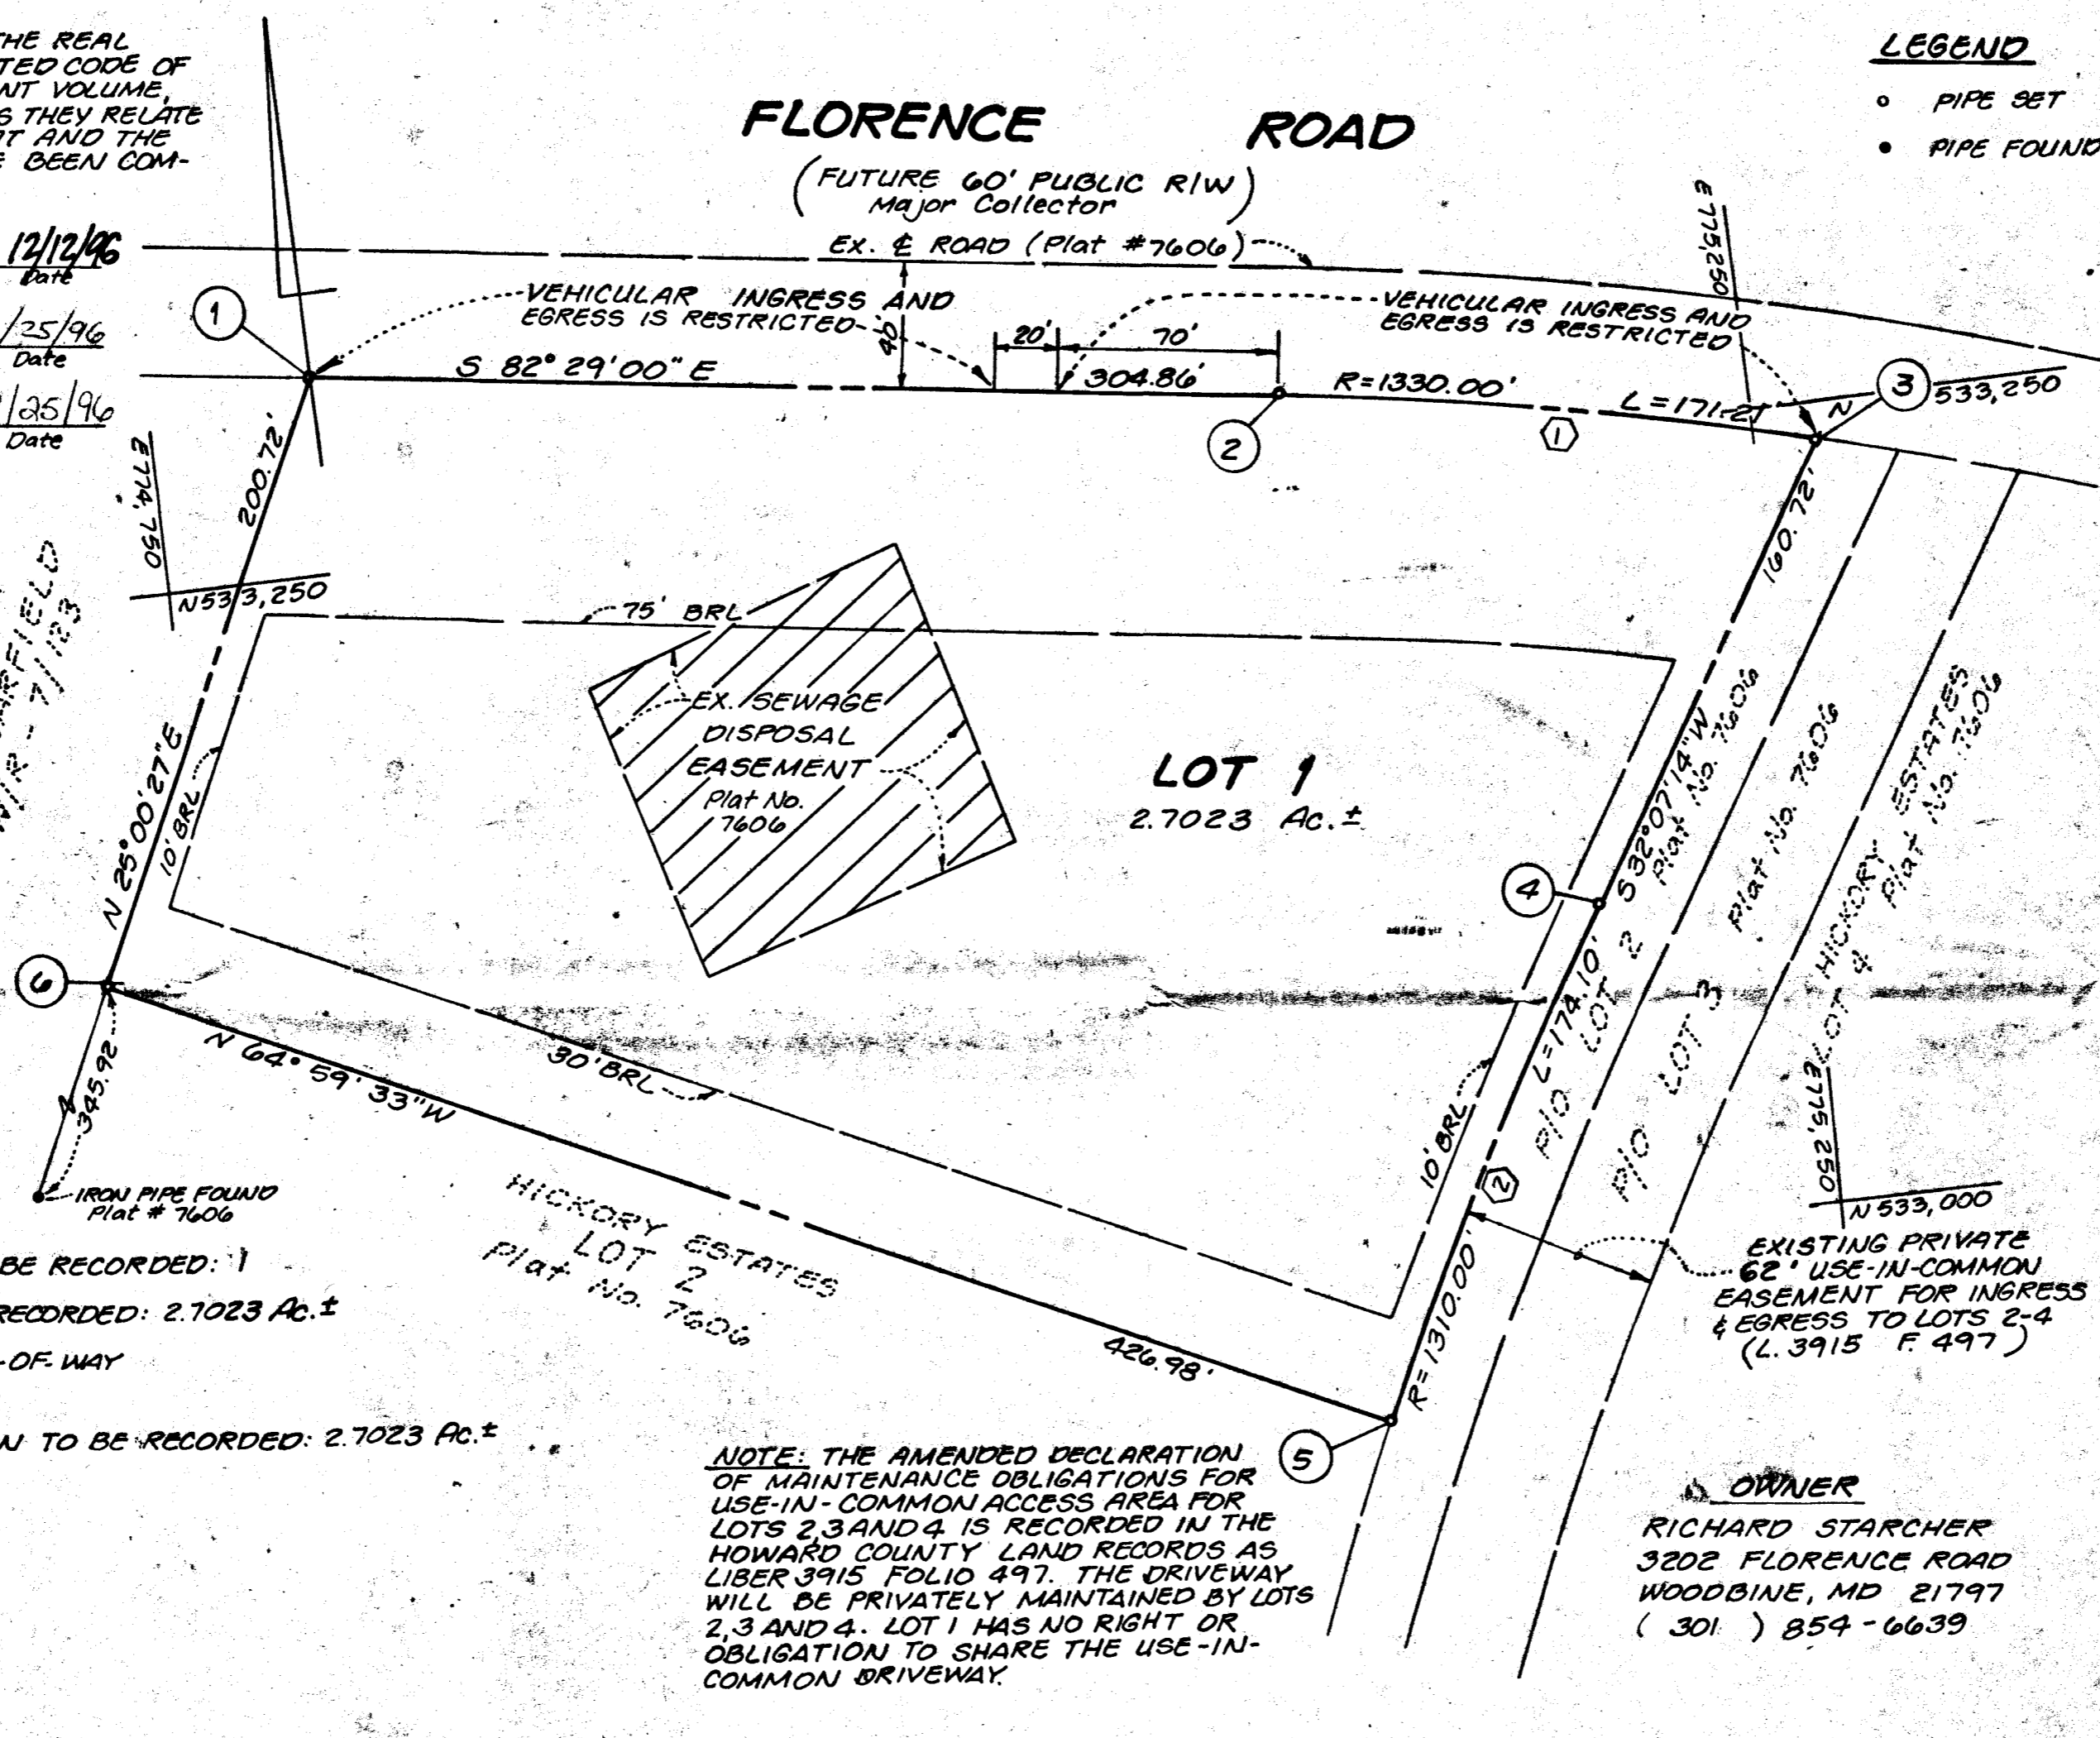 THE REAL
TED CODE OF
NT VOLUME,
S THEY RELATE
T AND THE
E BEEN COM-
12/12/96
Date
/25/96
Date
/25/96
Date
LEGEND
PIPE SET
PIPE FOUND
FLORENCE ROAD
(FUTURE 60' PUBLIC R/W)
Major Collector
EX. ℄ ROAD (Plat #7606)
E 775,250
1
VEHICULAR INGRESS AND
EGRESS IS RESTRICTED
40'
20'
70'
VEHICULAR INGRESS AND
EGRESS IS RESTRICTED
S 82° 29'00" E
304.86'
R=1330.00'
L=171.21'
N 533,250
3
2
1
200.72'
E 774,750
N 533,250
160.72'
75' BRL
EX. SEWAGE
DISPOSAL
EASEMENT
Plat No.
7606
LOT 1
2.7023 Ac.±
N 25°00'27"E
10' BRL
S 32°07'14"W
Plat No. 7606
Plat No. 7606
HICKORY ESTATES
LOT 4 Plat No. 7606
4
6
L=174.10'
P/O LOT 2
P/O LOT 3
345.92
N 64° 59' 33"W
30' BRL
10' BRL
2
E 775,250
N 533,000
IRON PIPE FOUND
Plat # 7606
HICKORY ESTATES
LOT 2
Plat No. 7606
EXISTING PRIVATE
62' USE-IN-COMMON
EASEMENT FOR INGRESS
& EGRESS TO LOTS 2-4
(L. 3915 F. 497)
BE RECORDED: 1
RECORDED: 2.7023 Ac.±
-OF-WAY
N TO BE RECORDED: 2.7023 Ac.±
426.98'
R=1310.00'
5
NOTE: THE AMENDED DECLARATION
OF MAINTENANCE OBLIGATIONS FOR
USE-IN-COMMON ACCESS AREA FOR
LOTS 2,3 AND 4 IS RECORDED IN THE
HOWARD COUNTY LAND RECORDS AS
LIBER 3915 FOLIO 497. THE DRIVEWAY
WILL BE PRIVATELY MAINTAINED BY LOTS
2,3 AND 4. LOT 1 HAS NO RIGHT OR
OBLIGATION TO SHARE THE USE-IN-
COMMON DRIVEWAY.
OWNER
RICHARD STARCHER
3202 FLORENCE ROAD
WOODBINE, MD 21797
( 301 ) 854-6639